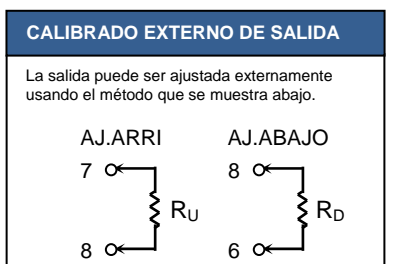 CALIBRADO EXTERNO DE SALIDA
La salida puede ser ajustada externamente
usando el método que se muestra abajo.
AJ.ARRI AJ.ABAJO
7 8
RU RD
8 6